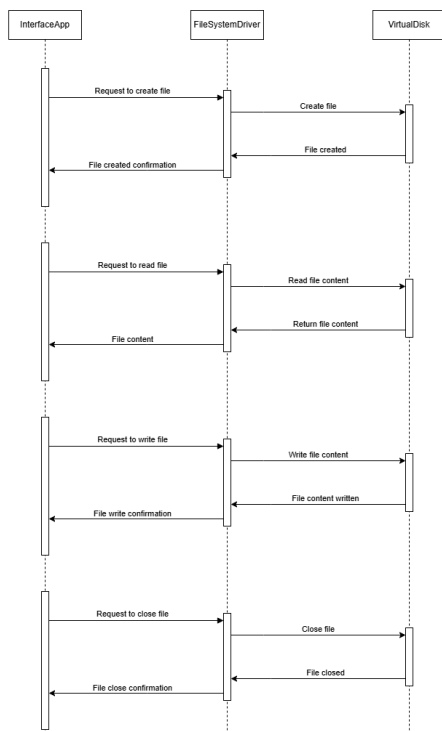 InterfaceApp
FileSystemDriver
VirtualDisk
Request to create file
Create file
File created
File created confirmation
Request to read file
Read file content
Return file content
File content
Request to write file
Write file content
File content written
File write confirmation
Request to close file
Close file
File closed
File close confirmation